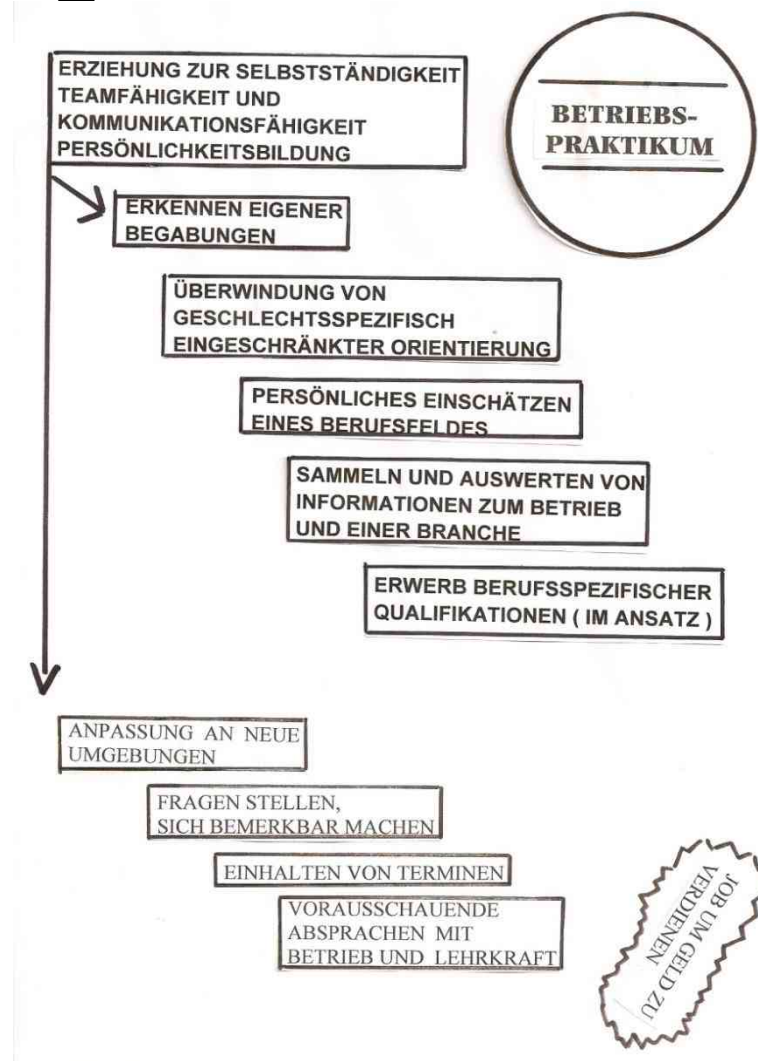 ERZIEHUNG ZUR SELBSTSTÄNDIGKEIT
TEAMFÄHIGKEIT UND
KOMMUNIKATIONSFÄHIGKEIT
PERSÖNLICHKEITSBILDUNG
BETRIEBS-
PRAKTIKUM
ERKENNEN EIGENER
BEGABUNGEN
ÜBERWINDUNG VON
GESCHLECHTSSPEZIFISCH
EINGESCHRÄNKTER ORIENTIERUNG
PERSÖNLICHES EINSCHÄTZEN
EINES BERUFSFELDES
SAMMELN UND AUSWERTEN VON
INFORMATIONEN ZUM BETRIEB
UND EINER BRANCHE
ERWERB BERUFSSPEZIFISCHER
QUALIFIKATIONEN ( IM ANSATZ )
ANPASSUNG AN NEUE
UMGEBUNGEN
FRAGEN STELLEN,
SICH BEMERKBAR MACHEN
EINHALTEN VON TERMINEN
VORAUSSCHAUENDE
ABSPRACHEN MIT
BETRIEB UND LEHRKRAFT
JOB UM GELD ZU
VERDIENEN